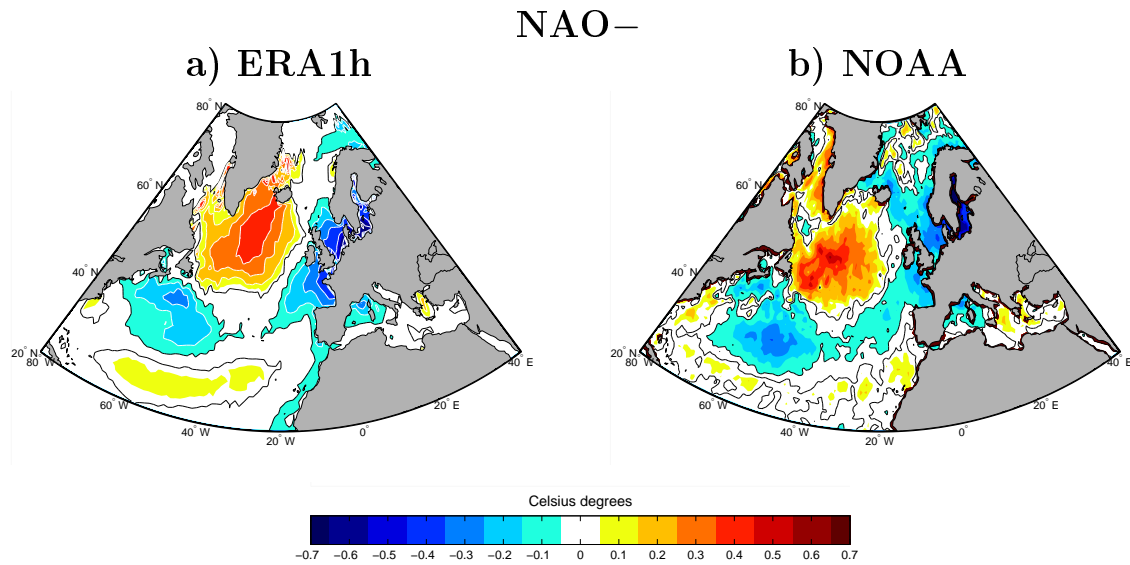 NAO−
a) ERA1h
b) NOAA
80° N
60° N
40° N
20° N
80° W
60° W
40° W
20° W
0°
20° E
40° E
80° N
60° N
40° N
20° N
80° W
60° W
40° W
20° W
0°
20° E
40° E
Celsius degrees
−0.7 −0.6 −0.5 −0.4 −0.3 −0.2 −0.1 0 0.1 0.2 0.3 0.4 0.5 0.6 0.7